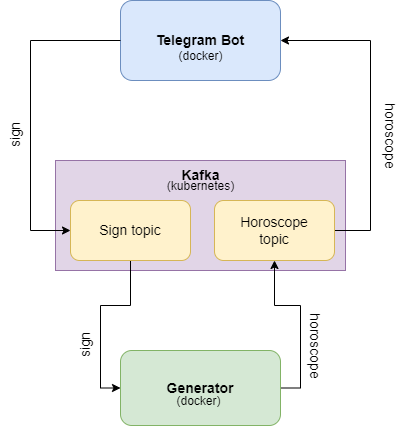 Telegram Bot
(docker)
sign
horoscope
Kafka
(kubernetes)
Sign topic
Horoscope
topic
sign
horoscope
Generator
(docker)